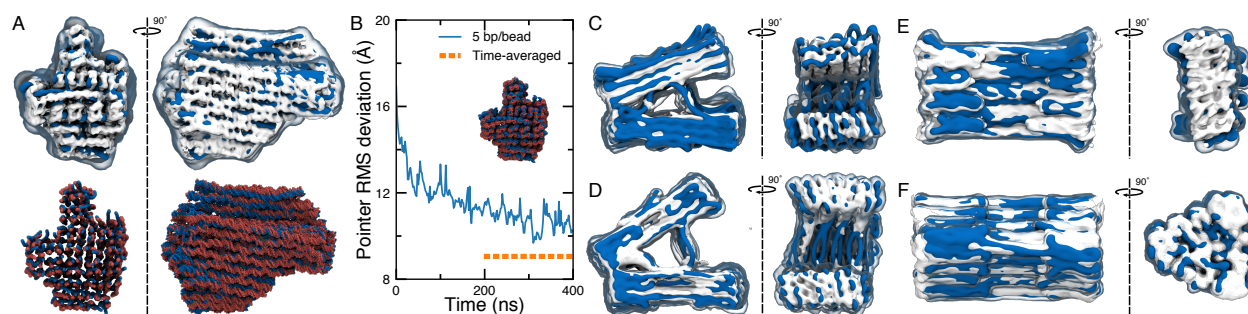 A
90°
B
Pointer RMS deviation (Å)
20
16
12
8
5 bp/bead
Time-averaged
0
200
400
Time (ns)
C
90°
D
90°
E
90°
F
90°